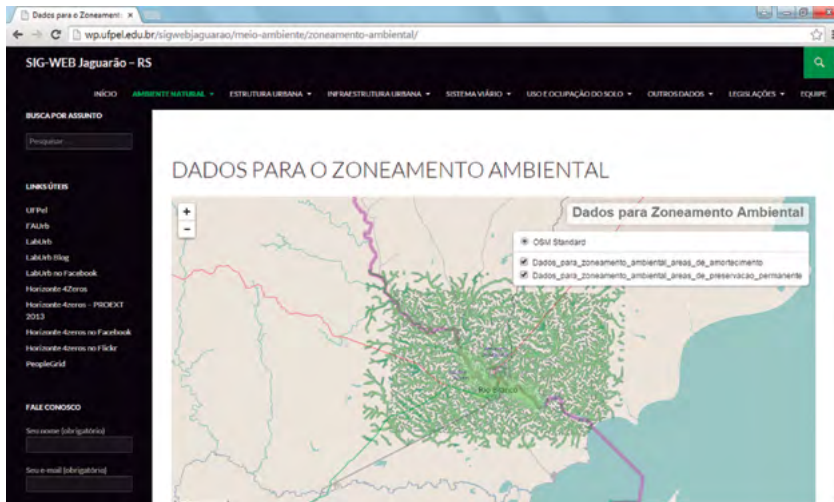 Dados para o Zoneament
wp.ufpel.edu.br/sigwebjaguarao/meio-ambiente/zoneamento-ambiental/
SIG-WEB Jaguarão – RS
INÍCIO AMBIENTE NATURAL ESTRUTURA URBANA INFRAESTRUTURA URBANA SISTEMA VIÁRIO USO E OCUPAÇÃO DO SOLO OUTROS DADOS LEGISLAÇÕES EQUIPE
BUSCA POR ASSUNTO
Pesquisar ...
LINKS ÚTEIS
UFPel
FAUrb
LabUrb
LabUrb Blog
LabUrb no Facebook
Horizonte 4Zeros
Horizonte 4zeros – PROEXT
2013
Horizonte 4zeros no Facebook
Horizonte 4zeros no Flickr
PeopleGrid
FALE CONOSCO
Seu nome (obrigatório)
Seu e-mail (obrigatório)
DADOS PARA O ZONEAMENTO AMBIENTAL
+
−
Dados para Zoneamento Ambiental
OSM Standard
Dados_para_zoneamento_ambiental_areas_de_amortecimento
Dados_para_zoneamento_ambiental_areas_de_preservacao_permanente
Rio Branco